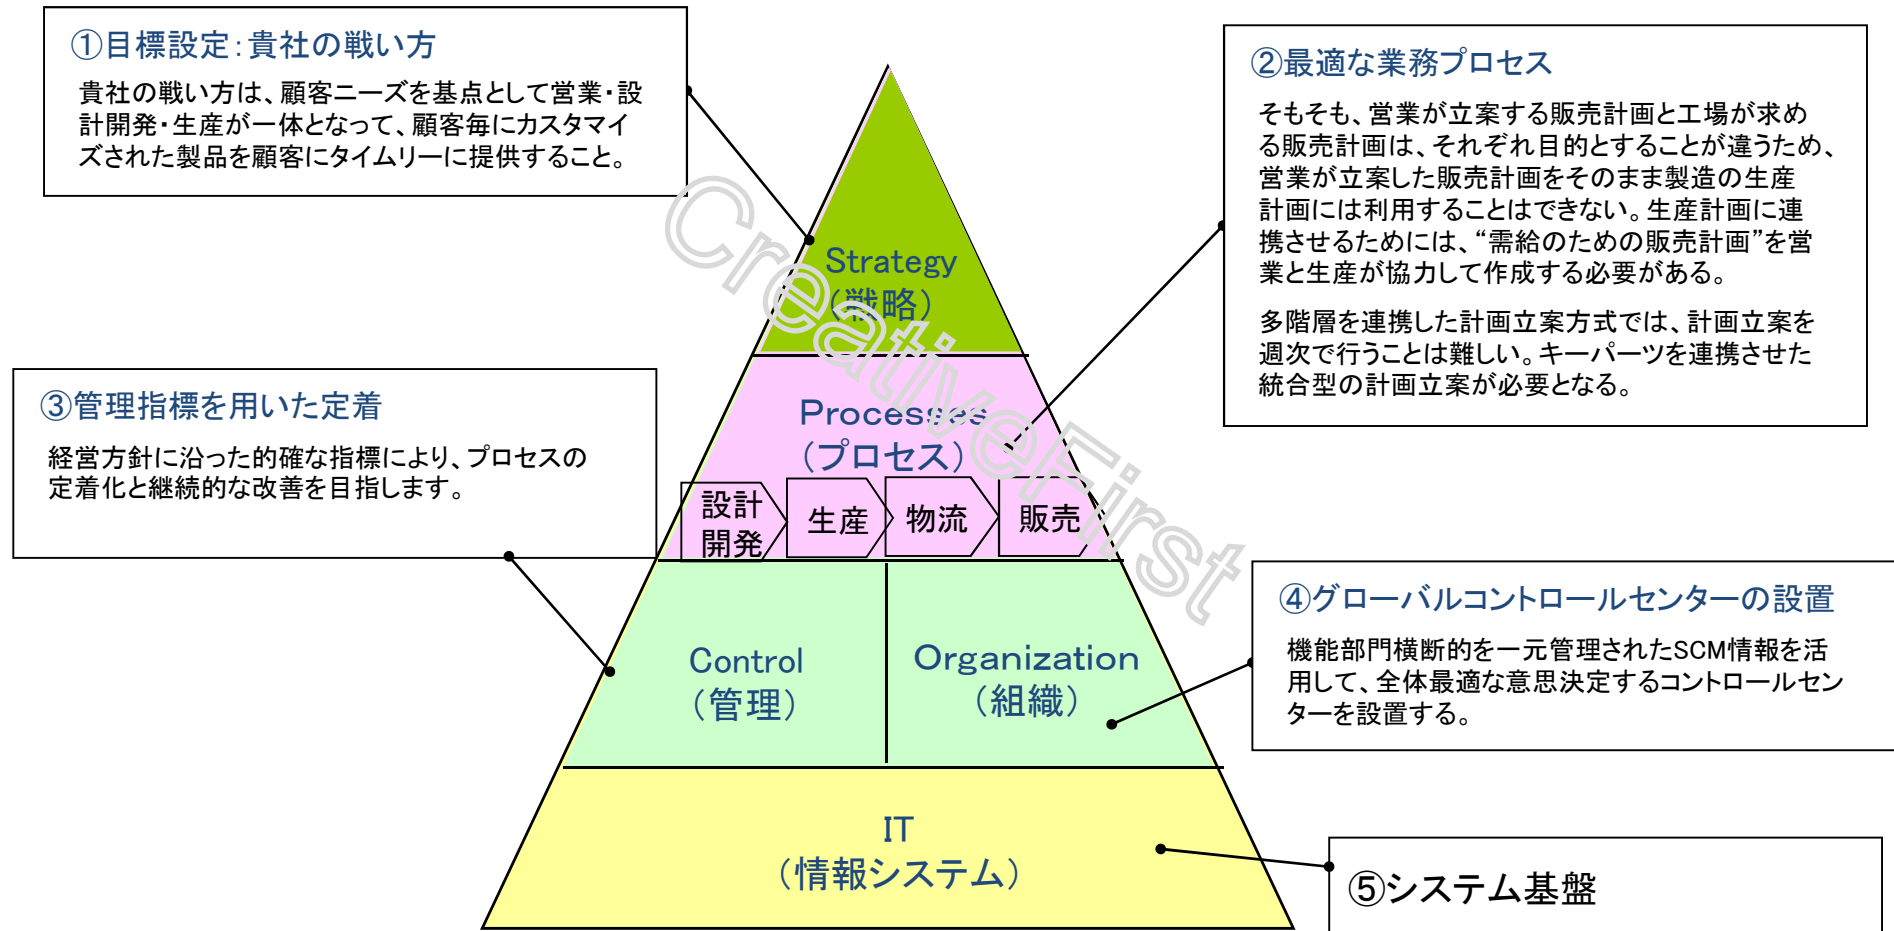 ①目標設定：貴社の戦い方
貴社の戦い方は、顧客ニーズを基点として営業・設
計開発・生産が一体となって、顧客毎にカスタマイ
ズされた製品を顧客にタイムリーに提供すること。
②最適な業務プロセス
そもそも、営業が立案する販売計画と工場が求め
る販売計画は、それぞれ目的とすることが違うため、
営業が立案した販売計画をそのまま製造の生産
計画には利用することはできない。生産計画に連
携させるためには、“需給のための販売計画”を営
業と生産が協力して作成する必要がある。
多階層を連携した計画立案方式では、計画立案を
週次で行うことは難しい。キーパーツを連携させた
統合型の計画立案が必要となる。
Strategy
（戦略）
③管理指標を用いた定着
経営方針に沿った的確な指標により、プロセスの
定着化と継続的な改善を目指します。
Processes
（プロセス）
設計
開発
生産
物流
販売
CreativeFirst
Control
（管理）
Organization
（組織）
④グローバルコントロールセンターの設置
機能部門横断的を一元管理されたSCM情報を活
用して、全体最適な意思決定するコントロールセン
ターを設置する。
IT
（情報システム）
⑤システム基盤